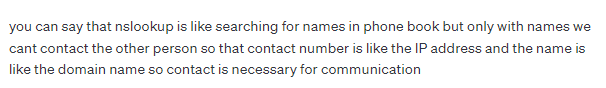 you can say that nslookup is like searching for names in phone book but only with names we
cant contact the other person so that contact number is like the IP address and the name is
like the domain name so contact is necessary for communication